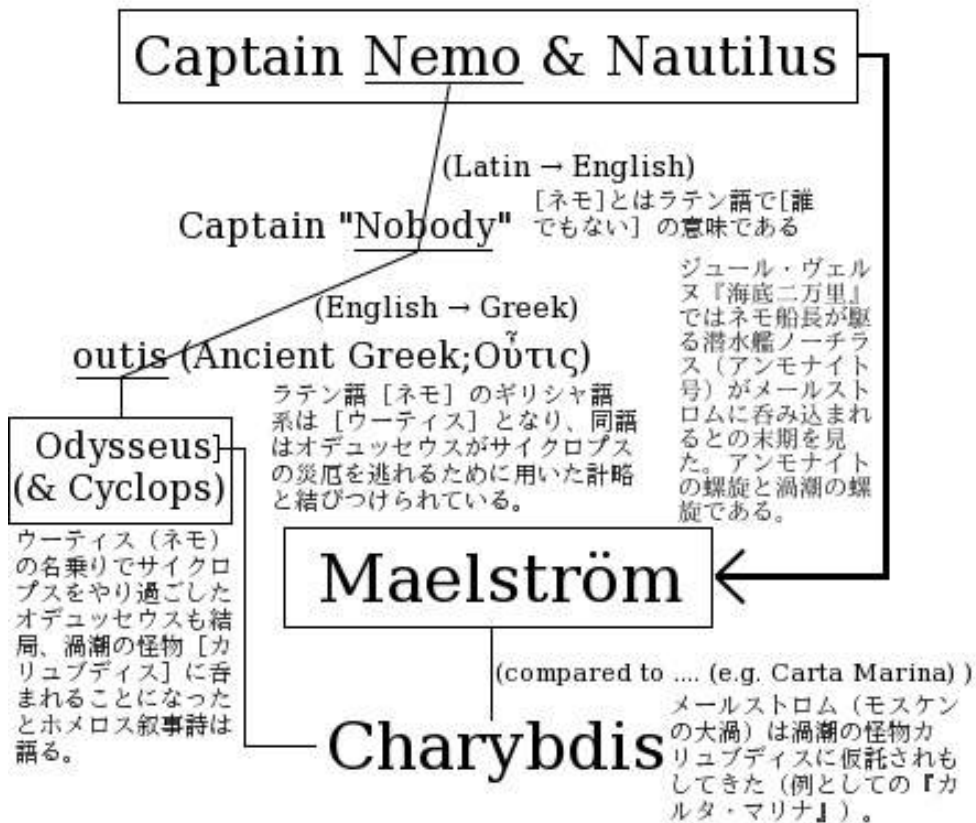 Captain Nemo & Nautilus
(Latin → English)
Captain "Nobody"
[ネモ]とはラテン語で[誰
でもない] の意味である
(English → Greek)
outis (Ancient Greek;Οὖτις)
ラテン語 [ネモ] のギリシャ語
系は [ウーティス] となり、同語
はオデュッセウスがサイクロプス
の災厄を逃れるために用いた計略
と結びつけられている。
ジュール・ヴェル
ヌ『海底二万里』
ではネモ船長が駆
る潜水艦ノーチラ
ス（アンモナイト
号）がメールスト
ロムに呑み込まれ
るとの末期を見
た。アンモナイト
の螺旋と渦潮の螺
旋である。
Odysseus
(& Cyclops)
ウーティス（ネモ）
の名乗りでサイクロ
プスをやり過ごした
オデュッセウスも結
局、渦潮の怪物 [カ
リュブディス] に呑
まれることになった
とホメロス叙事詩は
語る。
Maelström
(compared to .... (e.g. Carta Marina) )
Charybdis
メールストロム（モスケン
の大渦）は渦潮の怪物カ
リュブディスに仮託されも
してきた（例としての『カ
ルタ・マリナ』）。